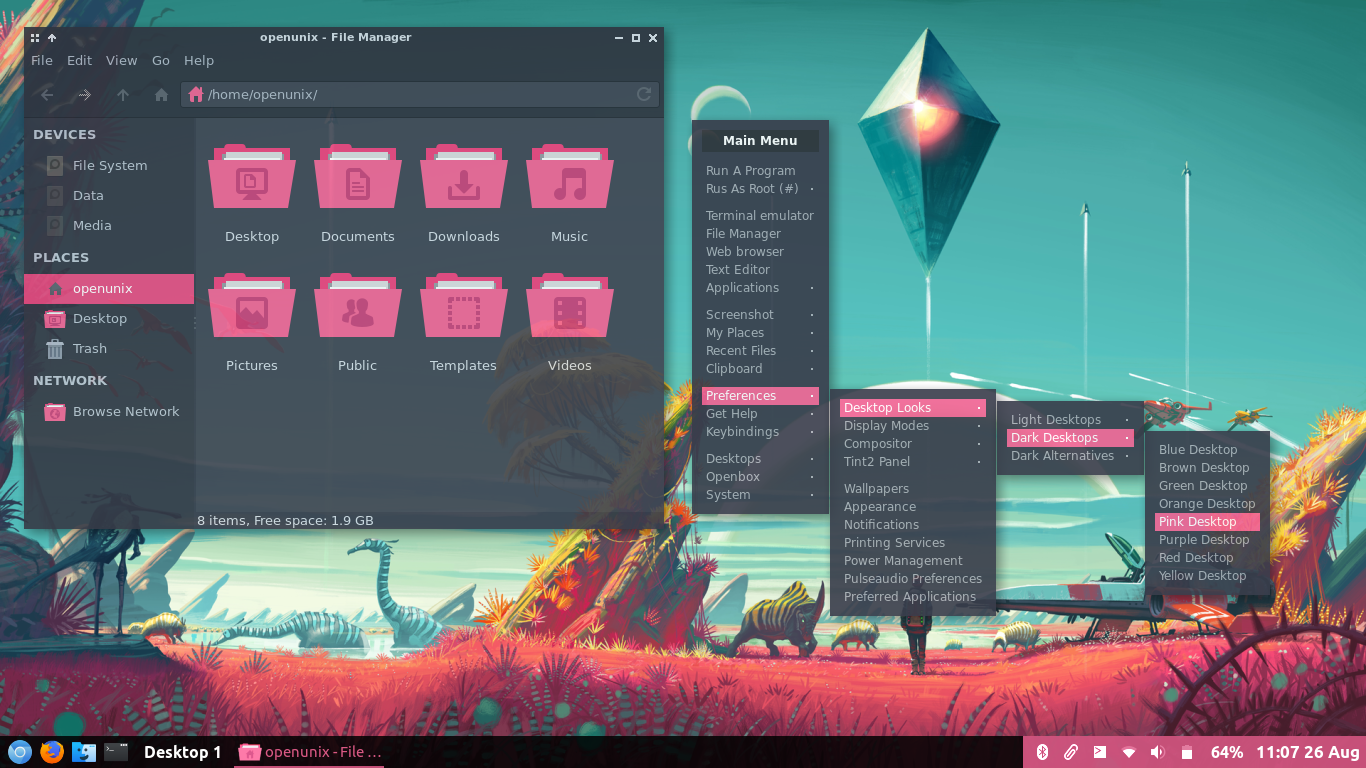 openunix - File Manager
File Edit View Go Help
/home/openunix/
DEVICES
File System
Data
Media
PLACES
openunix
Desktop
Trash
NETWORK
Browse Network
Desktop Documents Downloads Music
Pictures Public Templates Videos
8 items, Free space: 1.9 GB
Main Menu
Run A Program
Rus As Root (#)
Terminal emulator
File Manager
Web browser
Text Editor
Applications
Screenshot
My Places
Recent Files
Clipboard
Preferences
Get Help
Keybindings
Desktops
Openbox
System
Desktop Looks
Display Modes
Compositor
Tint2 Panel
Wallpapers
Appearance
Notifications
Printing Services
Power Management
Pulseaudio Preferences
Preferred Applications
Light Desktops
Dark Desktops
Dark Alternatives
Blue Desktop
Brown Desktop
Green Desktop
Orange Desktop
Pink Desktop
Purple Desktop
Red Desktop
Yellow Desktop
Desktop 1 openunix - File ... 64% 11:07 26 Aug